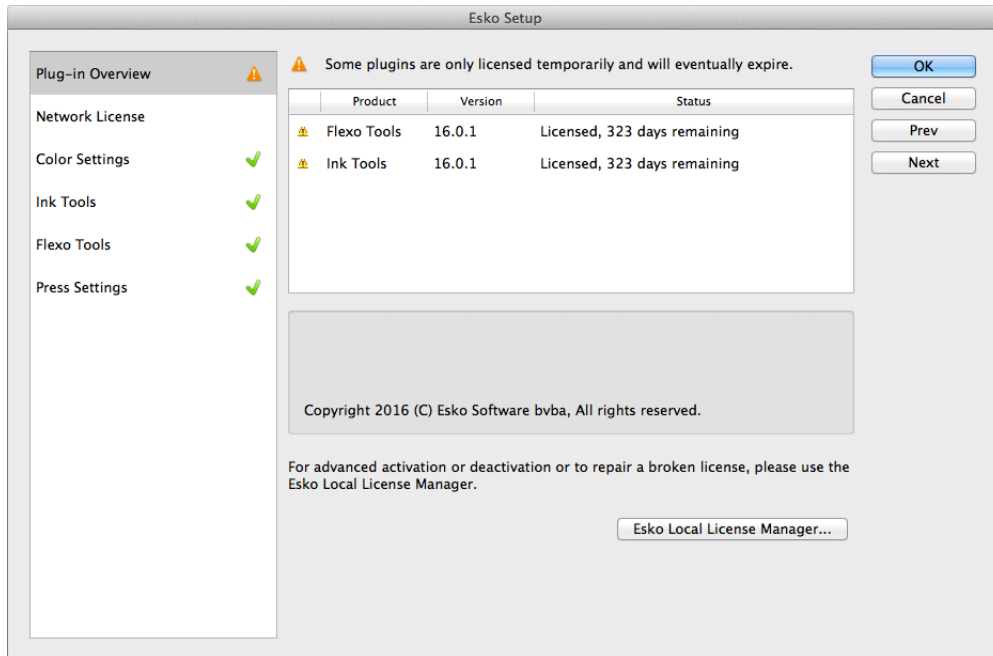 Esko Setup
Plug-in Overview
Network License
Color Settings
Ink Tools
Flexo Tools
Press Settings
Some plugins are only licensed temporarily and will eventually expire.
Product Version Status
Flexo Tools 16.0.1 Licensed, 323 days remaining
Ink Tools 16.0.1 Licensed, 323 days remaining
Copyright 2016 (C) Esko Software bvba, All rights reserved.
For advanced activation or deactivation or to repair a broken license, please use the
Esko Local License Manager.
Esko Local License Manager...
OK
Cancel
Prev
Next